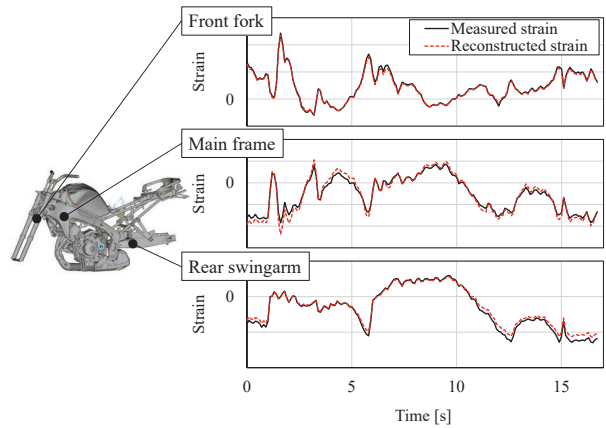 Front fork
Measured strain
Reconstructed strain
Strain
0
Main frame
Strain
0
Rear swingarm
Strain
0
0
5
10
15
Time [s]